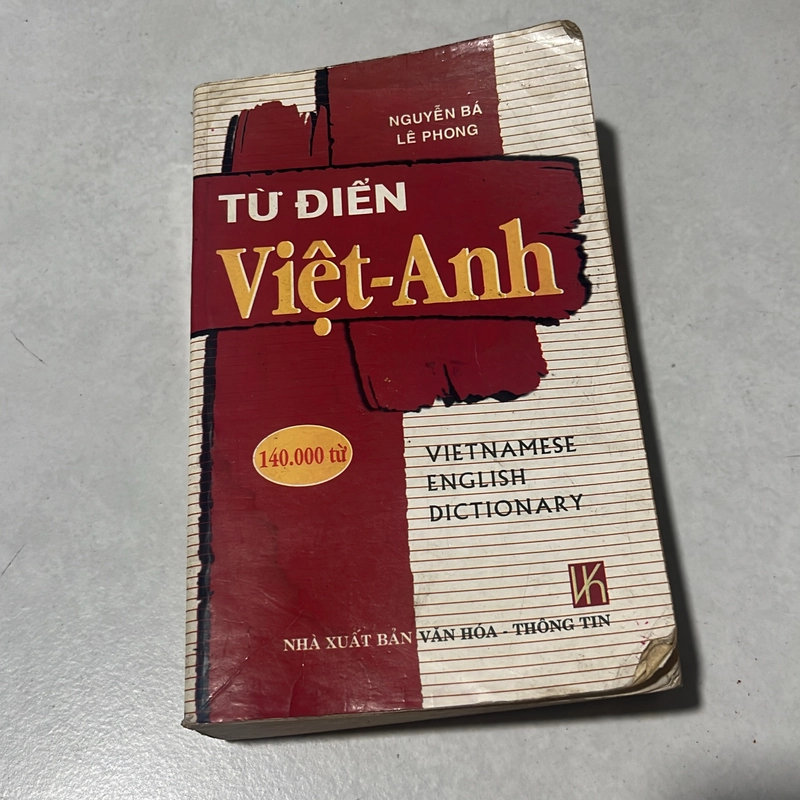 NGUYỄN BÁ
LÊ PHONG
TỪ ĐIỂN
Việt-Anh
140.000 từ
VIETNAMESE
ENGLISH
DICTIONARY
NHÀ XUẤT BẢN VĂN HÓA - THÔNG TIN